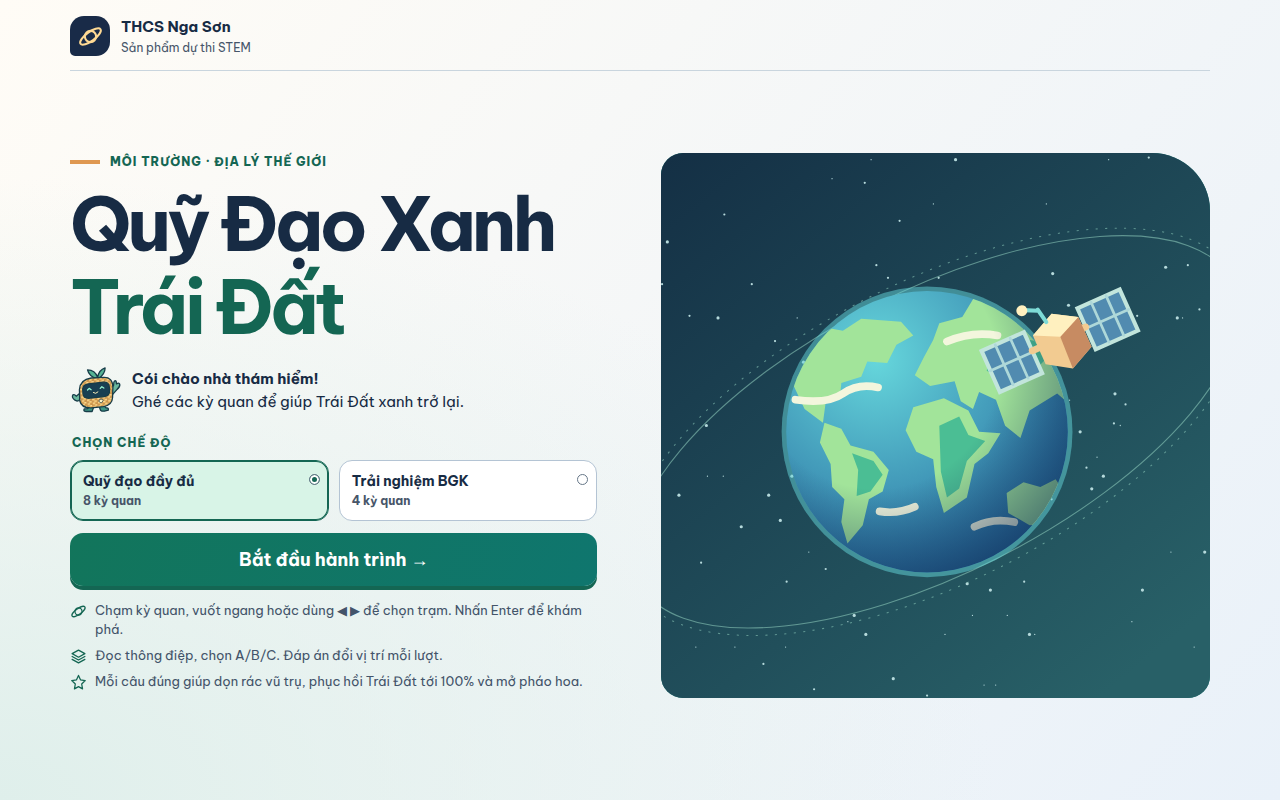 THCS Nga Sơn
Sản phẩm dự thi STEM
MÔI TRƯỜNG · ĐỊA LÝ THẾ GIỚI
Quỹ Đạo Xanh
Trái Đất
Cói chào nhà thám hiểm!
Ghé các kỳ quan để giúp Trái Đất xanh trở lại.
CHỌN CHẾ ĐỘ
Quỹ đạo đầy đủ
8 kỳ quan
Trải nghiệm BGK
4 kỳ quan
Bắt đầu hành trình →
Chạm kỳ quan, vuốt ngang hoặc dùng ◀ ▶ để chọn trạm. Nhấn Enter để khám
phá.
Đọc thông điệp, chọn A/B/C. Đáp án đổi vị trí mỗi lượt.
Mỗi câu đúng giúp dọn rác vũ trụ, phục hồi Trái Đất tới 100% và mở pháo hoa.